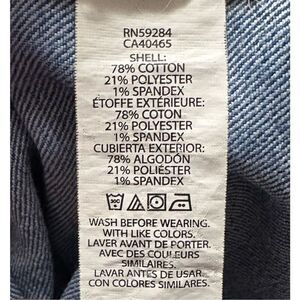 RN59284
CA40465
SHELL:
78% COTTON
21% POLYESTER
1% SPANDEX
ÉTOFFE EXTÉRIEURE:
78% COTON
21% POLYESTER
1% SPANDEX
CUBIERTA EXTERIOR:
78% ALGODÓN
21% POLIÉSTER
1% SPANDEX
WASH BEFORE WEARING.
WITH LIKE COLORS.
LAVER AVANT DE PORTER.
AVEC DES COULEURS
SIMILAIRES.
LAVAR ANTES DE USAR.
CON COLORES SIMILARES.